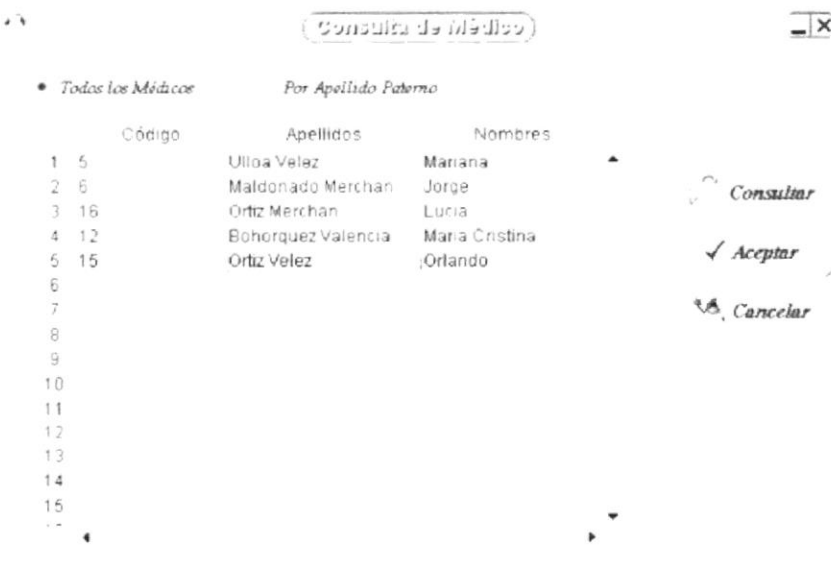 Consulta de Médico
Todos los Médicos Por Apellido Paterno
Código Apellidos Nombres
1 5 Ulloa Velez Mariana
2 6 Maldonado Merchan Jorge
3 16 Ortiz Merchan Lucia
4 12 Bohorquez Valencia Maria Cristina
5 15 Ortiz Velez Orlando
6
7
8
9
10
11
12
13
14
15
Consultar
Aceptar
Cancelar